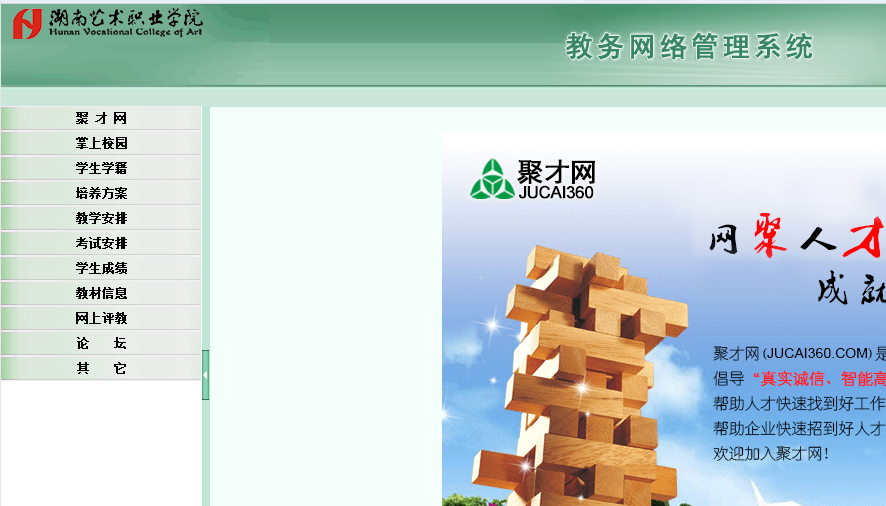 湖南艺术职业学院
Hunan Vocational College of Art
教务网络管理系统
聚 才 网
掌上校园
学生学籍
培养方案
教学安排
考试安排
学生成绩
教材信息
网上评教
论 坛
其 它
聚才网
JUCAI360
网聚人才
成就
聚才网(JUCAI360.COM)是
倡导“真实诚信、智能高
帮助人才快速找到好工作
帮助企业快速招到好人才
欢迎加入聚才网!